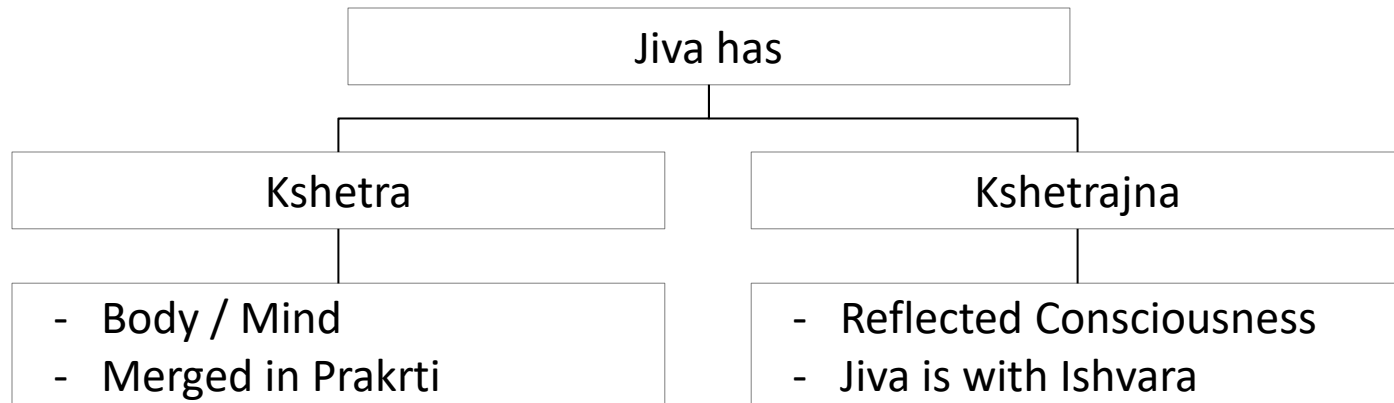 Jiva has
Kshetra
Kshetrajna
- Body / Mind
- Merged in Prakrti
- Reflected Consciousness
- Jiva is with Ishvara